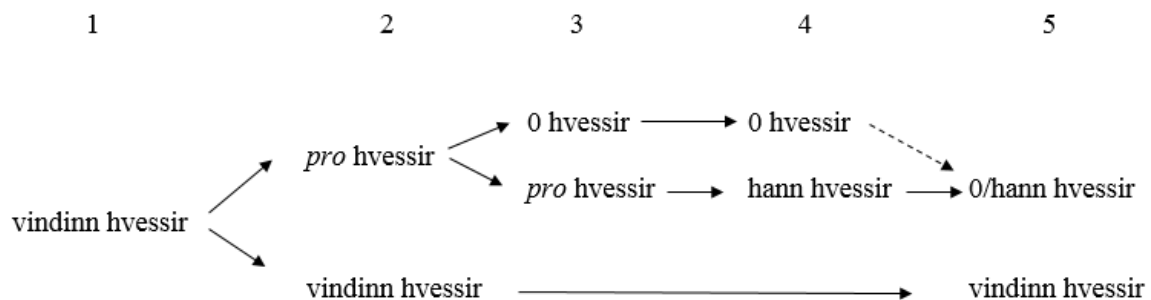 1 2 3 4 5
0 hvessir 0 hvessir
pro hvessir
pro hvessir hann hvessir 0/hann hvessir
vindinn hvessir
vindinn hvessir vindinn hvessir